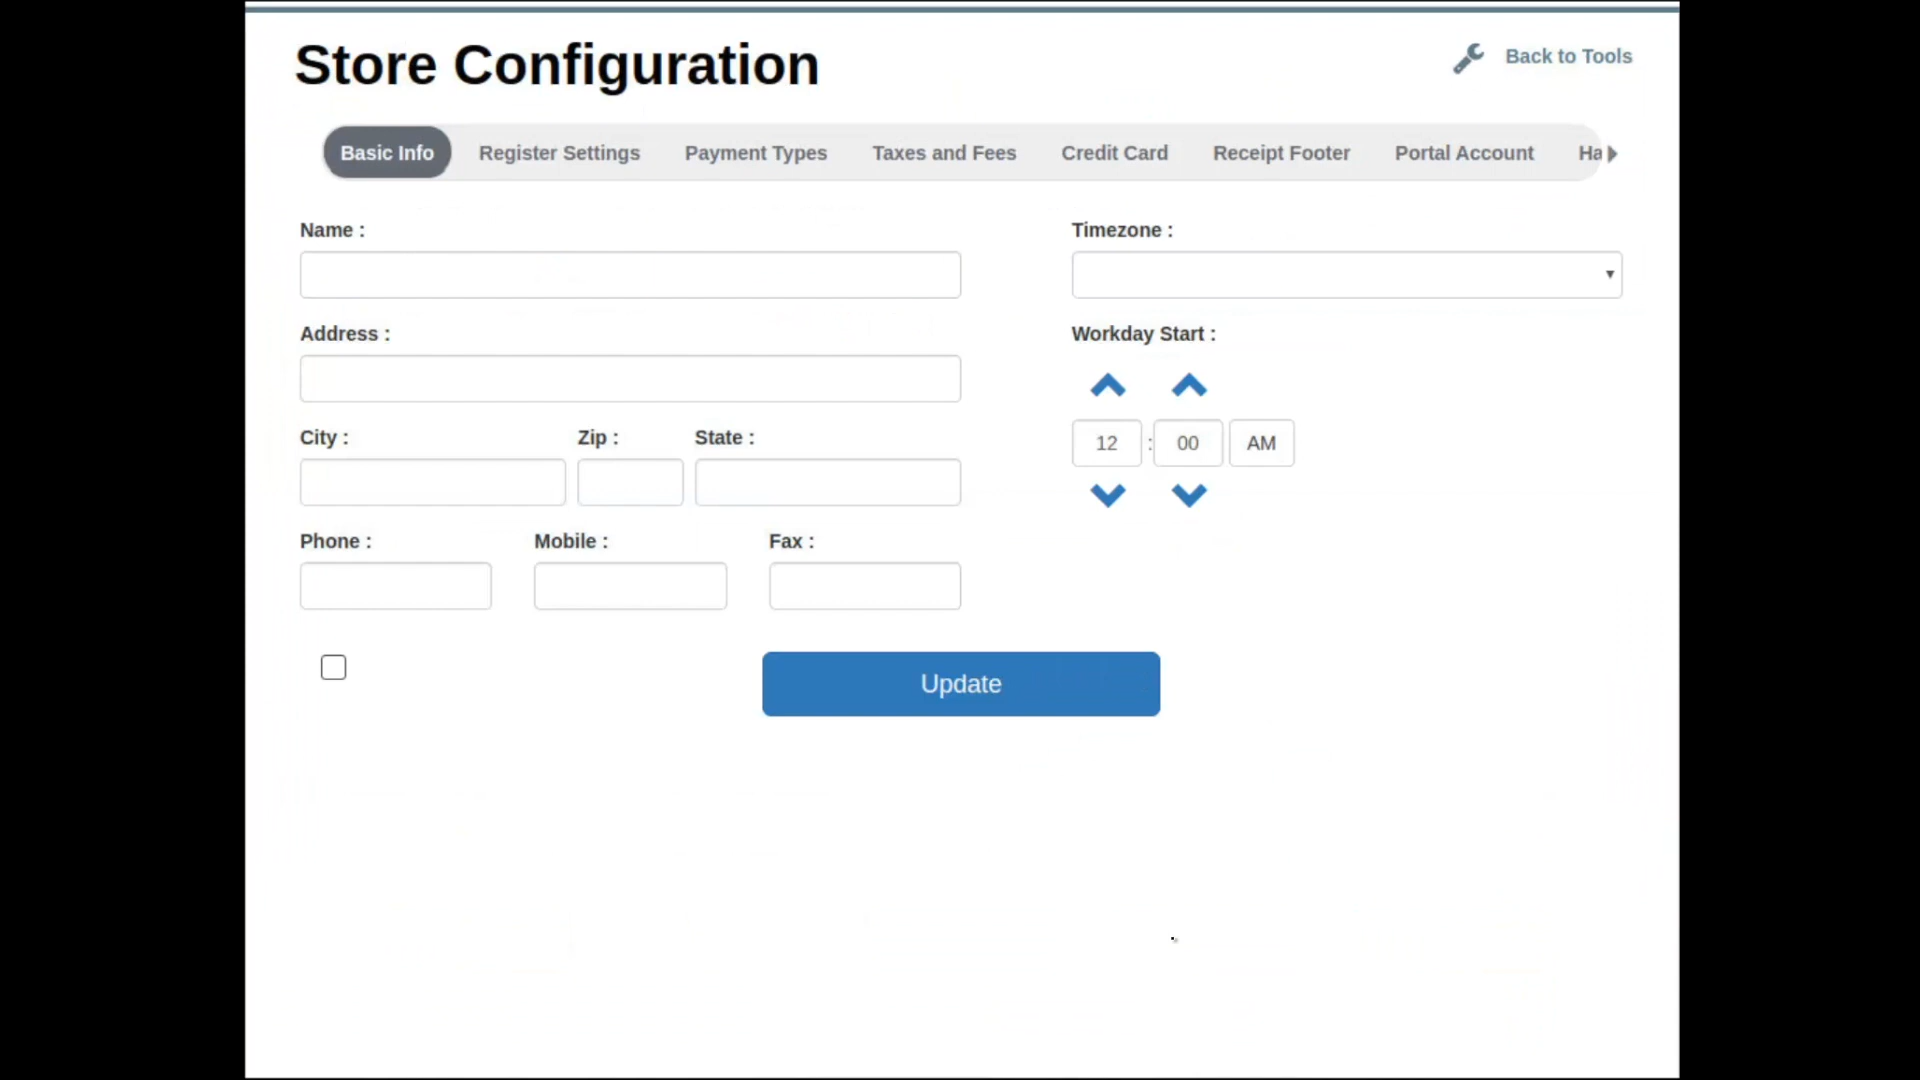 Store Configuration
Back to Tools
Basic Info Register Settings Payment Types Taxes and Fees Credit Card Receipt Footer Portal Account Ha
Name :
Timezone :
Address :
Workday Start :
City : Zip : State :
12 : 00 AM
Phone : Mobile : Fax :
Update